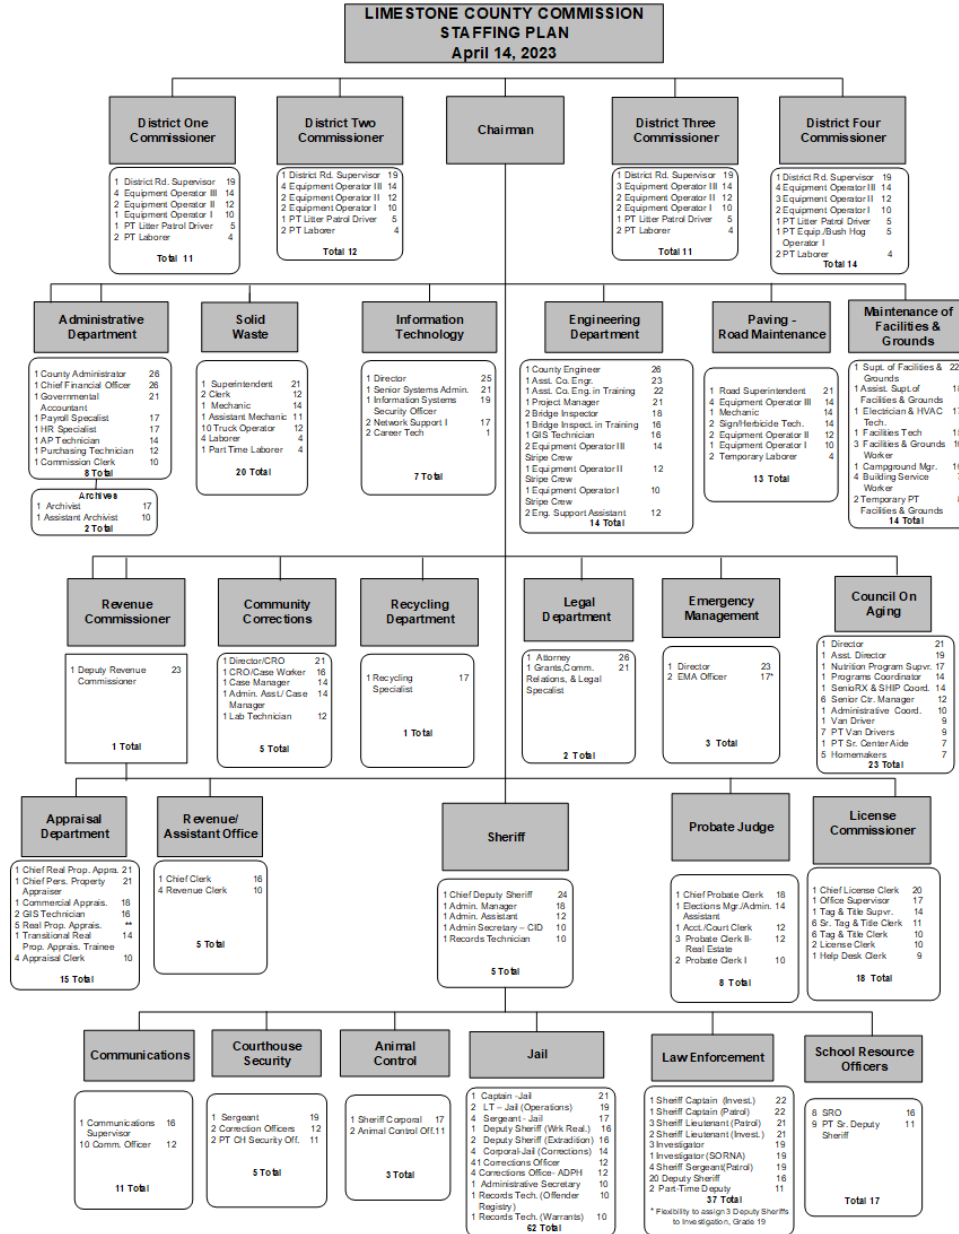 LIMESTONE COUNTY COMMISSION
STAFFING PLAN
April 14, 2023
District One
Commissioner
1 District Rd. Supervisor 19
4 Equipment Operator III 14
2 Equipment Operator II 12
1 Equipment Operator I 10
1 PT Litter Patrol Driver 5
2 PT Laborer 4
Total 11
District Two
Commissioner
1 District Rd. Supervisor 19
4 Equipment Operator III 14
2 Equipment Operator II 12
2 Equipment Operator I 10
1 PT Litter Patrol Driver 5
2 PT Laborer 4
Total 12
Chairman
District Three
Commissioner
1 District Rd. Supervisor 19
3 Equipment Operator III 14
2 Equipment Operator II 12
2 Equipment Operator I 10
1 PT Litter Patrol Driver 5
2 PT Laborer 4
Total 11
District Four
Commissioner
1 District Rd. Supervisor 19
4 Equipment Operator III 14
3 Equipment Operator II 12
2 Equipment Operator I 10
1 PT Litter Patrol Driver 5
1 PT Equip./Bush Hog 5
Operator I
2 PT Laborer 4
Total 14
Administrative
Department
1 County Administrator 26
1 Chief Financial Officer 26
1 Governmental 21
Accountant
1 Payroll Specalist 17
1 HR Specialist 17
1 AP Technician 14
1 Purchasing Technician 12
1 Commission Clerk 10
8 Total
Archives
1 Archivist 17
1 Assistant Archivist 10
2 Total
Solid
Waste
1 Superintendent 21
2 Clerk 12
1 Mechanic 14
1 Assistant Mechanic 11
10 Truck Operator 12
4 Laborer 4
1 Part Time Laborer 4
20 Total
Information
Technology
1 Director 25
1 Senior Systems Admin. 21
1 Information Systems 19
Security Officer
2 Network Support I 17
2 Career Tech 1
7 Total
Engineering
Department
1 County Engineer 26
1 Asst. Co. Engr. 23
1 Asst. Co Eng. in Training 22
1 Project Manager 21
2 Bridge Inspector 18
1 Bridge Inspect. in Training 16
1 GIS Technician 16
2 Equipment Operator III 14
Stripe Crew
1 Equipment Operator II 12
Stripe Crew
1 Equipment Operator I 10
Stripe Crew
2 Eng. Support Assistant 12
14 Total
Paving -
Road Maintenance
1 Road Superintendent 21
4 Equipment Operator III 14
1 Mechanic 14
2 Sign/Herbicide Tech. 14
2 Equipment Operator II 12
1 Equipment Operator I 10
2 Temporary Laborer 4
13 Total
Maintenance of
Facilities &
Grounds
1 Supt. of Facilities & 22
Grounds
1 Assist. Supt.of
Facilities & Grounds
1 Electrician & HVAC
Tech.
1 Facilities Tech
3 Facilities & Grounds
Worker
1 Campground Mgr.
4 Building Service
Worker
2 Temporary PT
Facilities & Grounds
14 Total
Revenue
Commissioner
1 Deputy Revenue 23
Commissioner
1 Total
Community
Corrections
1 Director/CRO 21
1 CRO/Case Worker 16
1 Case Manager 14
1 Admin. Asst./ Case 14
Manager
1 Lab Technician 12
5 Total
Recycling
Department
1 Recycling 17
Specialist
1 Total
Legal
Department
1 Attorney 26
1 Grants,Comm. 21
Relations, & Legal
Specialist
2 Total
Emergency
Management
1 Director 23
2 EMA Officer 17*
3 Total
Council On
Aging
1 Director 21
1 Asst. Director 19
1 Nutrition Program Supvr. 17
1 Programs Coordinator 14
1 SenioRX & SHIP Coord. 14
6 Senior Ctr. Manager 12
1 Administrative Coord. 10
1 Van Driver 9
7 PT Van Drivers 9
1 PT Sr. Center Aide 7
5 Homemakers 7
23 Total
Appraisal
Department
1 Chief Real Prop. Appra. 21
1 Chief Pers. Property 21
Appraiser
1 Commercial Apprais. 18
2 GIS Technician 16
5 Real Prop. Apprais. **
1 Transitional Real 14
Prop. Apprais. Trainee
4 Appraisal Clerk 10
15 Total
Revenue/
Assistant Office
1 Chief Clerk 16
4 Revenue Clerk 10
5 Total
Sheriff
1 Chief Deputy Sheriff 24
1 Admin. Manager 18
1 Admin. Assistant 12
1 Admin Secretary – CID 10
1 Records Technician 10
5 Total
Probate Judge
1 Chief Probate Clerk 18
1 Elections Mgr./Admin. 14
Assistant
1 Acct./Court Clerk 12
3 Probate Clerk II- 12
Real Estate
2 Probate Clerk I 10
8 Total
License
Commissioner
1 Chief License Clerk 20
1 Office Supervisor 17
1 Tag & Title Supvr. 14
6 Sr. Tag & Title Clerk 11
6 Tag & Title Clerk 10
2 License Clerk 10
1 Help Desk Clerk 9
18 Total
Communications
1 Communications 16
Supervisor
10 Comm. Officer 12
11 Total
Courthouse
Security
1 Sergeant 19
2 Correction Officers 12
2 PT CH Security Off. 11
5 Total
Animal
Control
1 Sheriff Corporal 17
2 Animal Control Off. 11
3 Total
Jail
1 Captain -Jail 21
2 LT – Jail (Operations) 19
4 Sergeant - Jail 17
1 Deputy Sheriff (Wrk Real.) 16
2 Deputy Sheriff (Extradition) 16
4 Corporal-Jail (Corrections) 14
41 Corrections Officer 12
4 Corrections Office- ADPH 12
1 Administrative Secretary 10
1 Records Tech. (Offender 10
Registry)
1 Records Tech. (Warrants) 10
62 Total
Law Enforcement
1 Sheriff Captain (Invest.) 22
1 Sheriff Captain (Patrol) 22
3 Sheriff Lieutenant (Patrol) 21
2 Sheriff Lieutenant (Invest.) 21
3 Investigator 19
1 Investigator (SORNA) 19
4 Sheriff Sergeant(Patrol) 19
20 Deputy Sheriff 16
2 Part-Time Deputy 11
37 Total
* Flexibility to assign 3 Deputy Sheriffs
to Investigation, Grade 19
School Resource
Officers
8 SRO 16
9 PT Sr. Deputy 11
Sheriff
Total 17